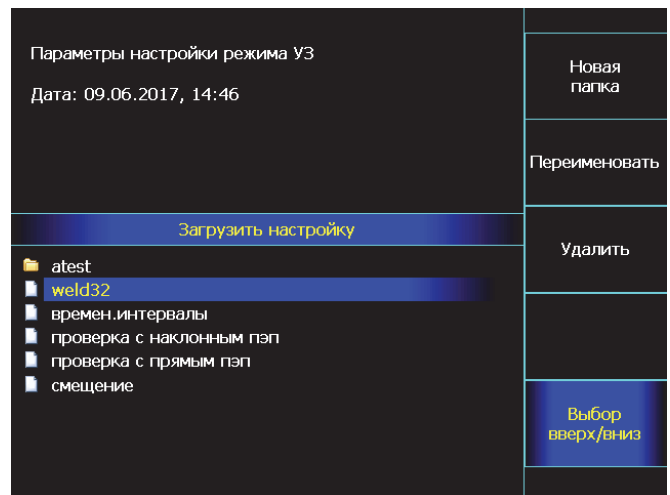 Параметры настройки режима УЗ
Дата: 09.06.2017, 14:46
Загрузить настройку
atest
weld32
времен.интервалы
проверка с наклонным пэп
проверка с прямым пэп
смещение
Новая
папка
Переименовать
Удалить
Выбор
вверх/вниз